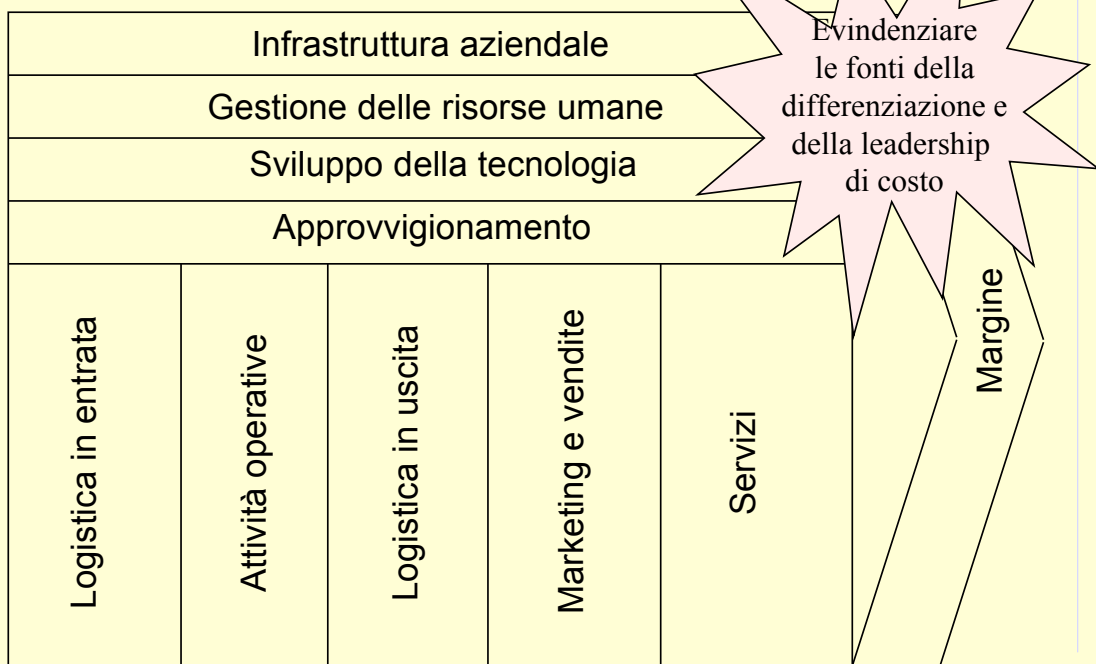 Infrastruttura aziendale
Gestione delle risorse umane
Sviluppo della tecnologia
Approvvigionamento
Evindenziare
le fonti della
differenziazione e
della leadership
di costo
Logistica in entrata
Attività operative
Logistica in uscita
Marketing e vendite
Servizi
Margine